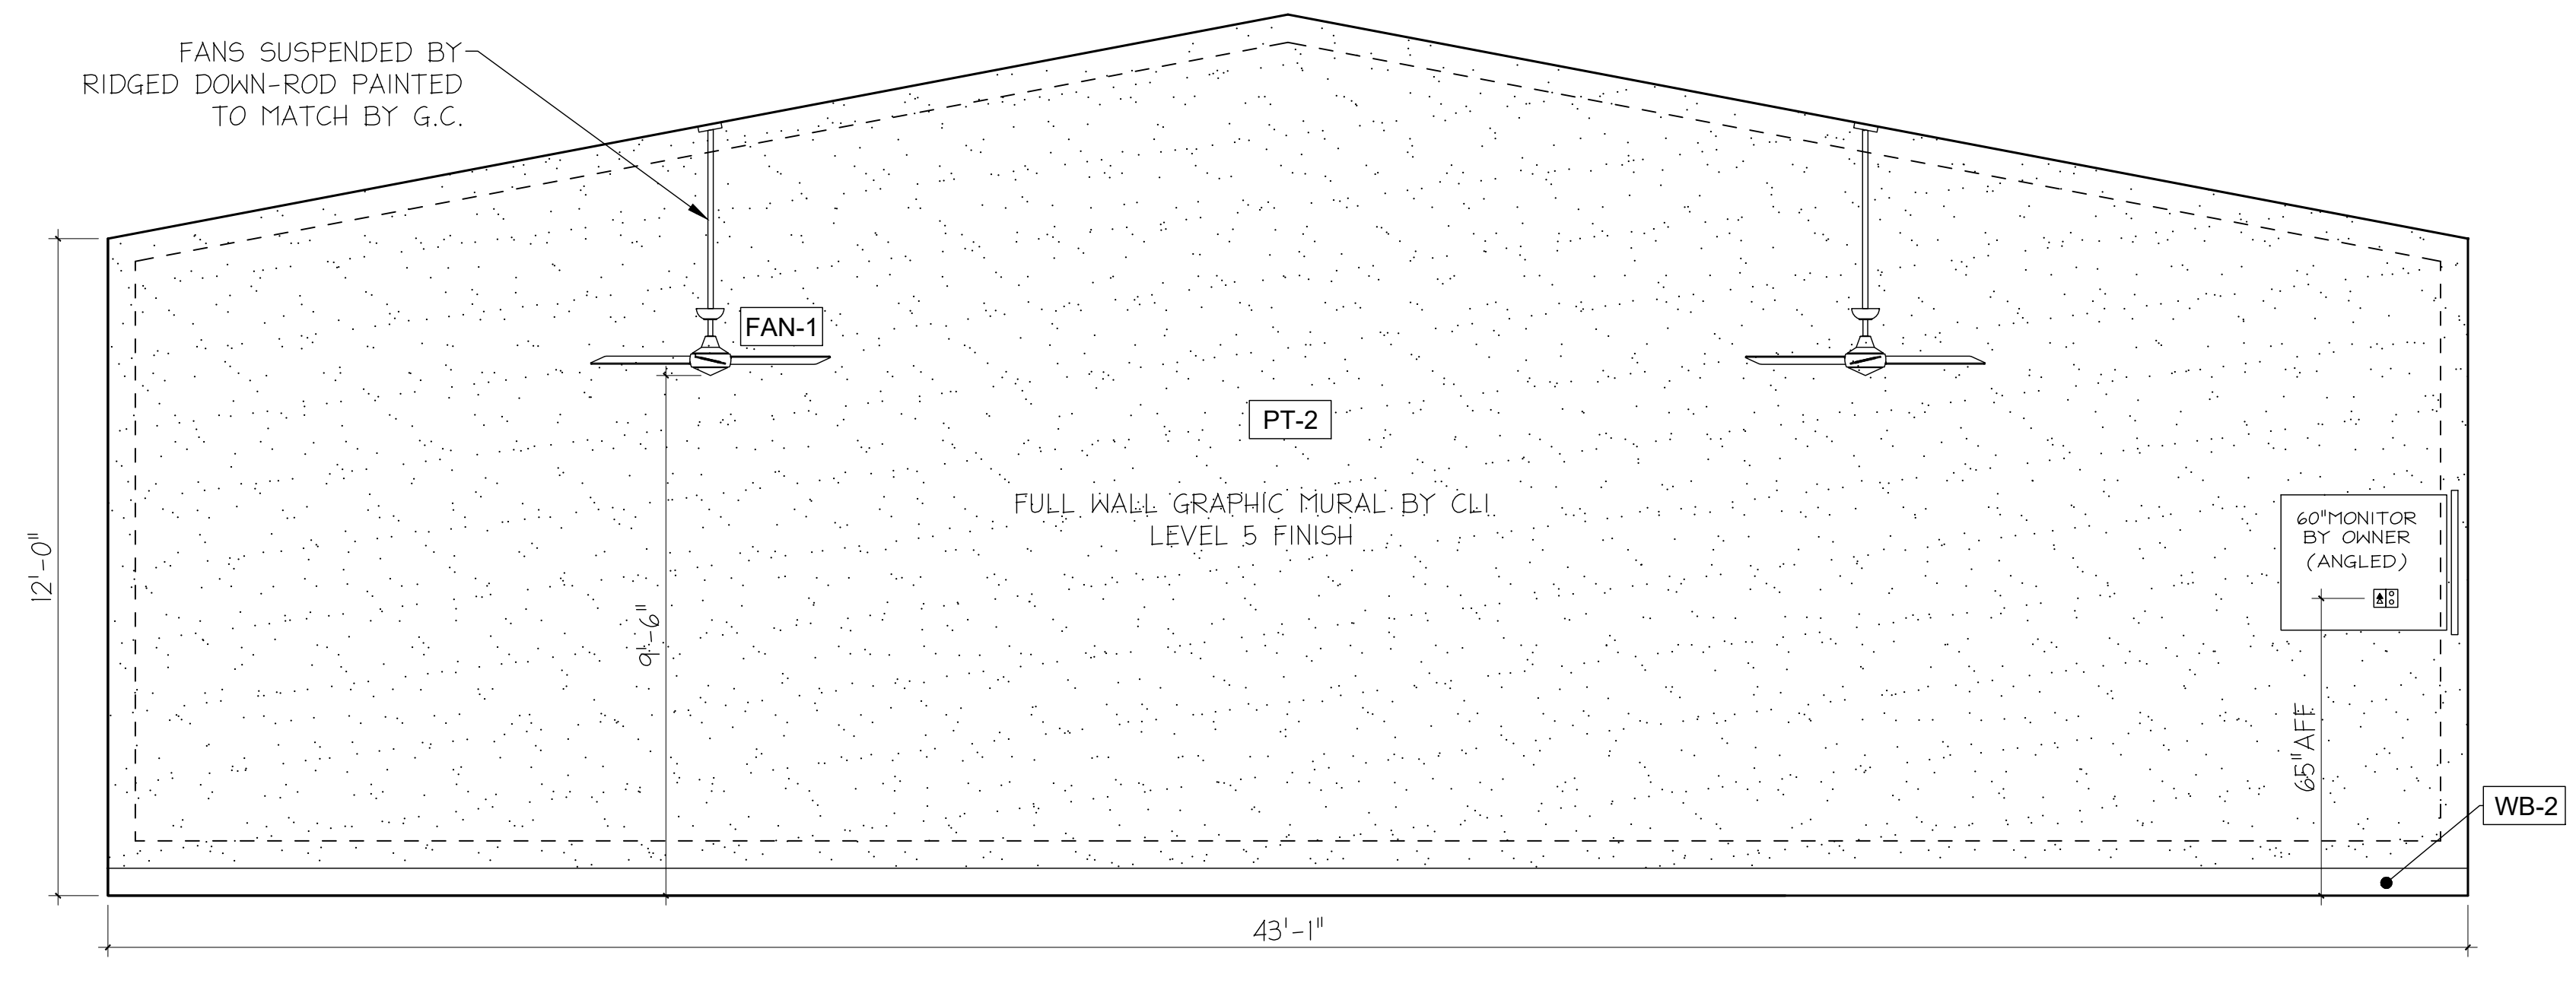 FANS SUSPENDED BY
RIDGED DOWN-ROD PAINTED
TO MATCH BY G.C.
FAN-1
PT-2
FULL WALL GRAPHIC MURAL BY CLI
LEVEL 5 FINISH
60"MONITOR
BY OWNER
(ANGLED)
12'-0"
9'-6"
65"AFF
WB-2
43'-1"